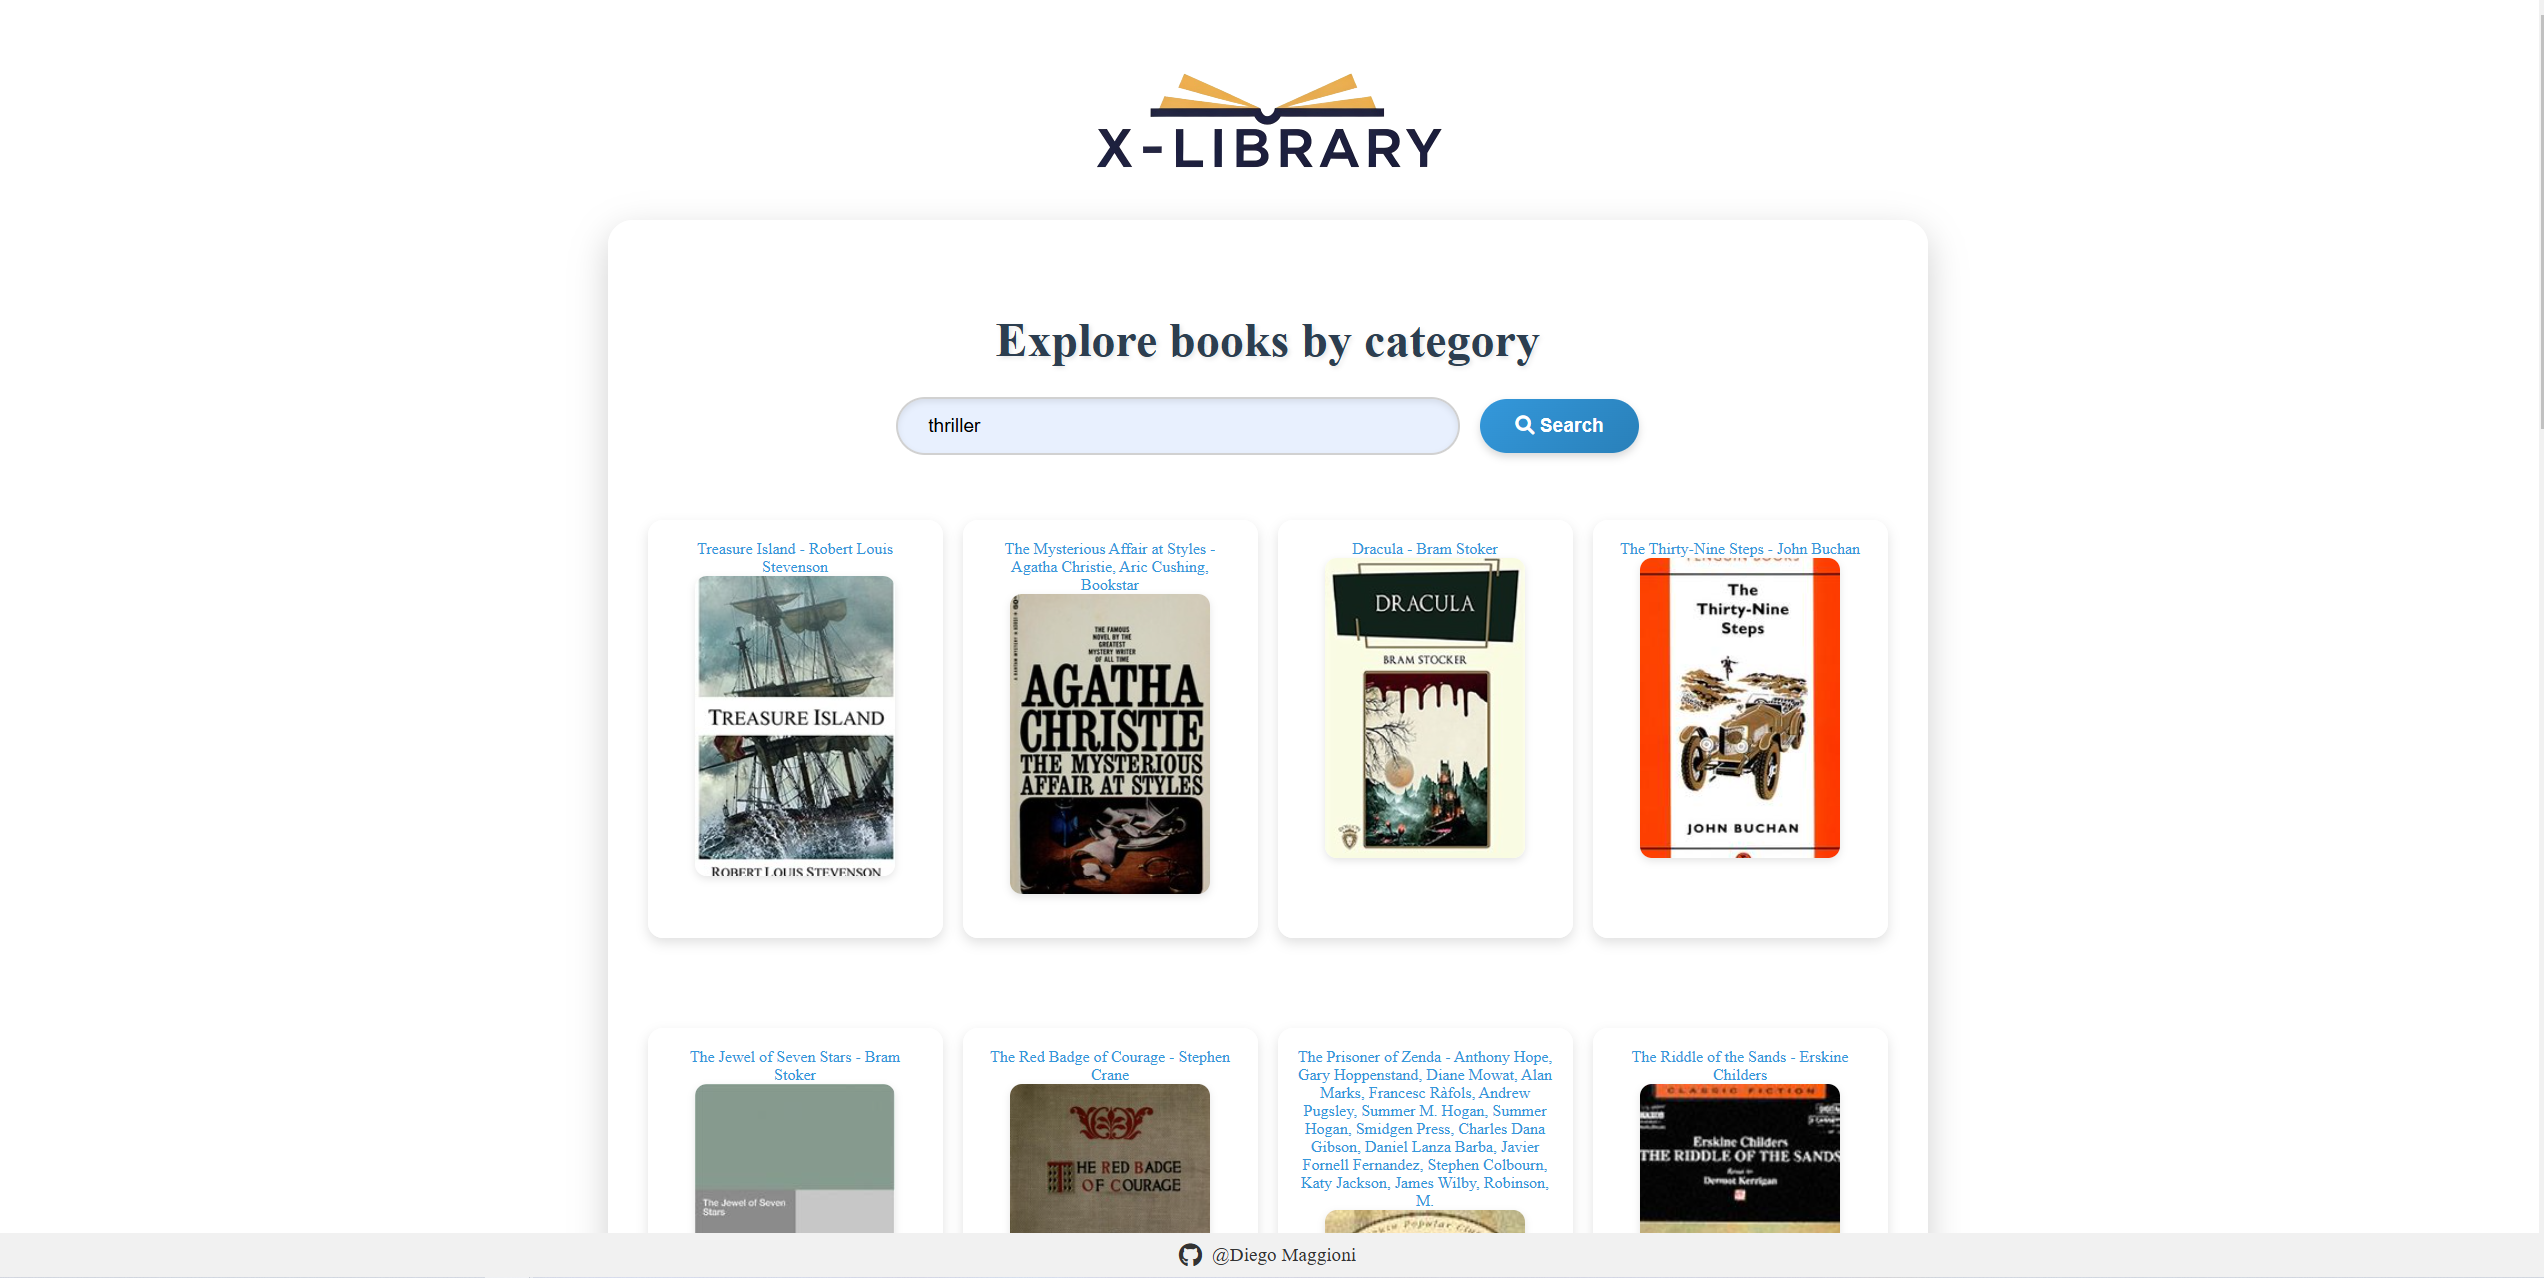 X-LIBRARY
Explore books by category
thriller
Search
Treasure Island - Robert Louis
Stevenson
TREASURE ISLAND
ROBERT LOUIS STEVENSON
The Mysterious Affair at Styles -
Agatha Christie, Aric Cushing,
Bookstar
THE FAMOUS
NOVEL BY THE
GREATEST
MYSTERY WRITER
OF ALL TIME
AGATHA
CHRISTIE
THE MYSTERIOUS
AFFAIR AT STYLES
Dracula - Bram Stoker
DRACULA
BRAM STOCKER
The Thirty-Nine Steps - John Buchan
PENGUIN BOOKS
The
Thirty-Nine
Steps
JOHN BUCHAN
The Jewel of Seven Stars - Bram
Stoker
The Jewel of Seven
Stars
The Red Badge of Courage - Stephen
Crane
THE RED BADGE
OF COURAGE
The Prisoner of Zenda - Anthony Hope,
Gary Hoppenstand, Diane Mowat, Alan
Marks, Francesc Ràfols, Andrew
Pugsley, Summer M. Hogan, Summer
Hogan, Smidgen Press, Charles Dana
Gibson, Daniel Lanza Barba, Javier
Fornell Fernandez, Stephen Colbourn,
Katy Jackson, James Wilby, Robinson,
M.
Popular
The Riddle of the Sands - Erskine
Childers
CLASSIC FICTION
Erskine Childers
THE RIDDLE OF THE SANDS
Read by
Dermot Kerrigan
@Diego Maggioni